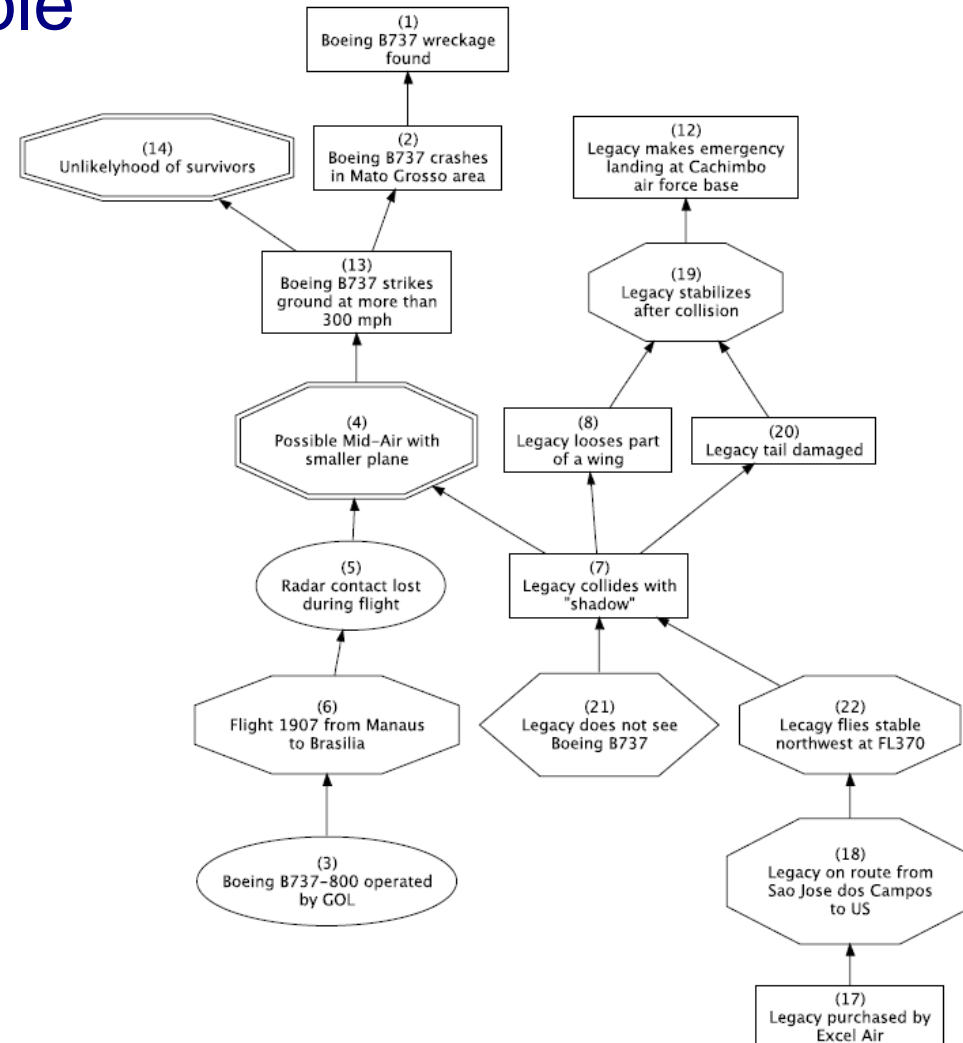 ple
(1)
Boeing B737 wreckage
found
(14)
Unlikelyhood of survivors
(2)
Boeing B737 crashes
in Mato Grosso area
(12)
Legacy makes emergency
landing at Cachimbo
air force base
(13)
Boeing B737 strikes
ground at more than
300 mph
(19)
Legacy stabilizes
after collision
(4)
Possible Mid-Air with
smaller plane
(8)
Legacy looses part
of a wing
(20)
Legacy tail damaged
(5)
Radar contact lost
during flight
(7)
Legacy collides with
"shadow"
(6)
Flight 1907 from Manaus
to Brasilia
(21)
Legacy does not see
Boeing B737
(22)
Lecagy flies stable
northwest at FL370
(3)
Boeing B737-800 operated
by GOL
(18)
Legacy on route from
Sao Jose dos Campos
to US
(17)
Legacy purchased by
Excel Air